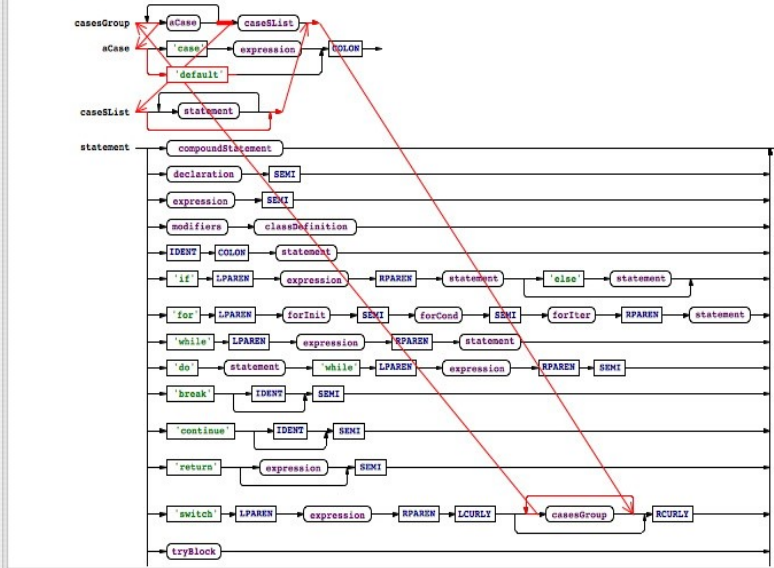 casesGroup aCase caseSList
aCase 'case' expression COLON
'default'
caseSList statement
statement compoundStatement
declaration SEMI
expression SEMI
modifiers classDefinition
IDENT COLON statement
'if' LPAREN expression RPAREN statement 'else' statement
'for' LPAREN forInit SEMI forCond SEMI forIter RPAREN statement
'while' LPAREN expression RPAREN statement
'do' statement 'while' LPAREN expression RPAREN SEMI
'break' IDENT SEMI
'continue' IDENT SEMI
'return' expression SEMI
'switch' LPAREN expression RPAREN LCURLY casesGroup RCURLY
tryBlock